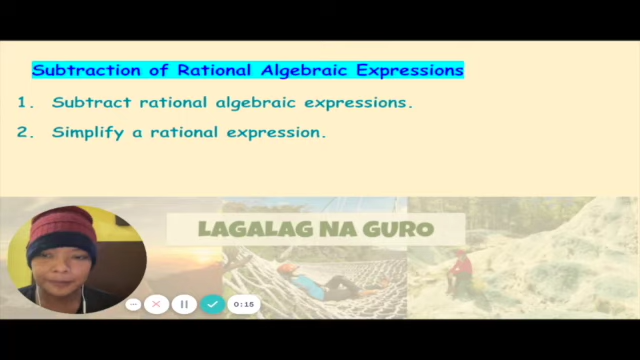 Subtraction of Rational Algebraic Expressions
1. Subtract rational algebraic expressions.
2. Simplify a rational expression.
LAGALAG NA GURO
0:15